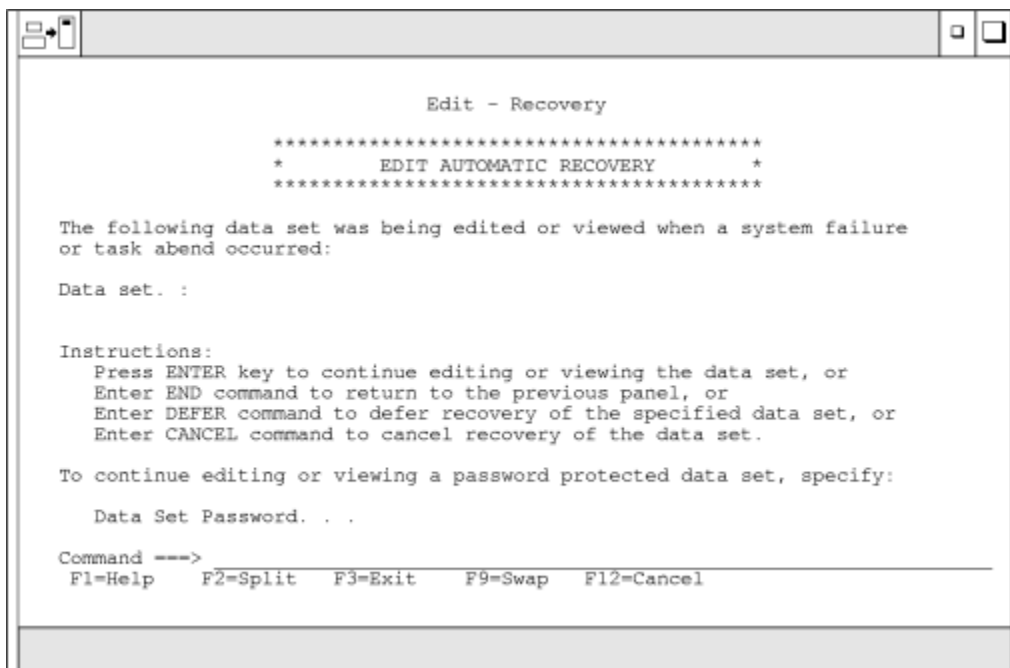 Edit - Recovery
*****************************************
* EDIT AUTOMATIC RECOVERY *
*****************************************
The following data set was being edited or viewed when a system failure
or task abend occurred:
Data set. :
Instructions:
Press ENTER key to continue editing or viewing the data set, or
Enter END command to return to the previous panel, or
Enter DEFER command to defer recovery of the specified data set, or
Enter CANCEL command to cancel recovery of the data set.
To continue editing or viewing a password protected data set, specify:
Data Set Password. . .
Command ===>
F1=Help F2=Split F3=Exit F9=Swap F12=Cancel